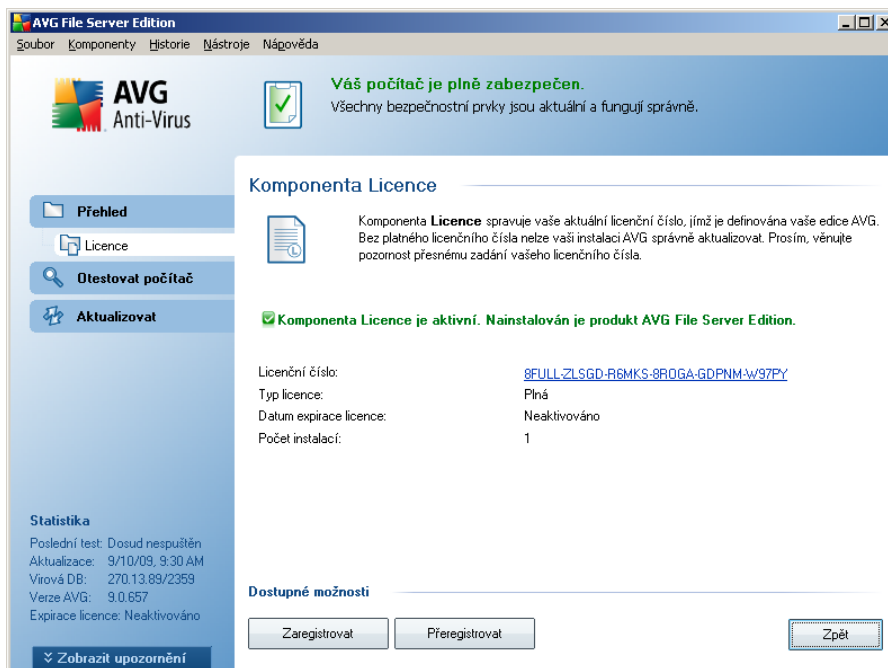 AVG File Server Edition
Soubor Komponenty Historie Nástroje Nápověda
AVG
Anti-Virus
Váš počítač je plně zabezpečen.
Všechny bezpečnostní prvky jsou aktuální a fungují správně.
Přehled
Licence
Otestovat počítač
Aktualizovat
Komponenta Licence
Komponenta Licence spravuje vaše aktuální licenční číslo, jímž je definována vaše edice AVG.
Bez platného licenčního čísla nelze vaši instalaci AVG správně aktualizovat. Prosím, věnujte
pozornost přesnému zadání vašeho licenčního čísla.
Komponenta Licence je aktivní. Nainstalován je produkt AVG File Server Edition.
Licenční číslo: 8FULL-ZLSGD-R6MKS-8ROGA-GDPNM-W97PY
Typ licence: Plná
Datum expirace licence: Neaktivováno
Počet instalací: 1
Statistika
Poslední test: Dosud nespuštěn
Aktualizace: 9/10/09, 9:30 AM
Virová DB: 270.13.89/2359
Verze AVG: 9.0.657
Expirace licence: Neaktivováno
Zobrazit upozornění
Dostupné možnosti
Zaregistrovat Přeregistrovat Zpět